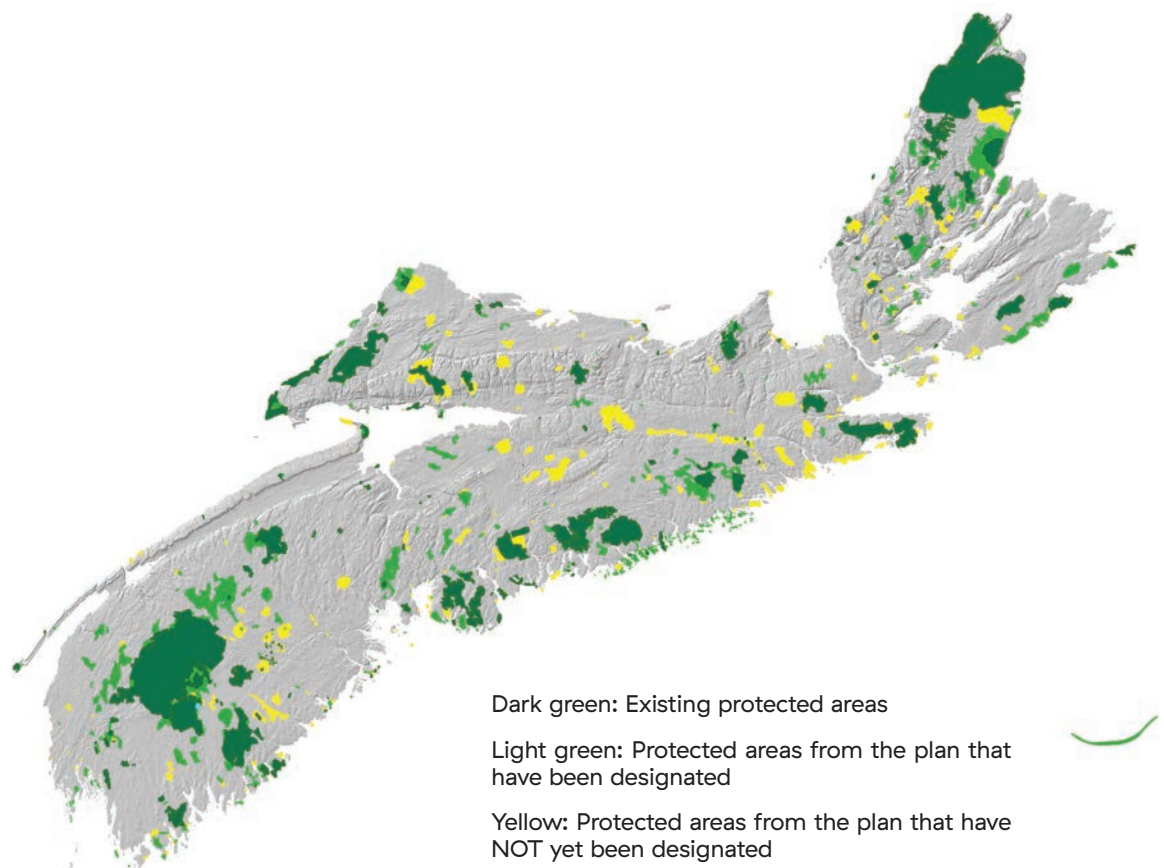 Dark green: Existing protected areas
Light green: Protected areas from the plan that
have been designated
Yellow: Protected areas from the plan that have
NOT yet been designated